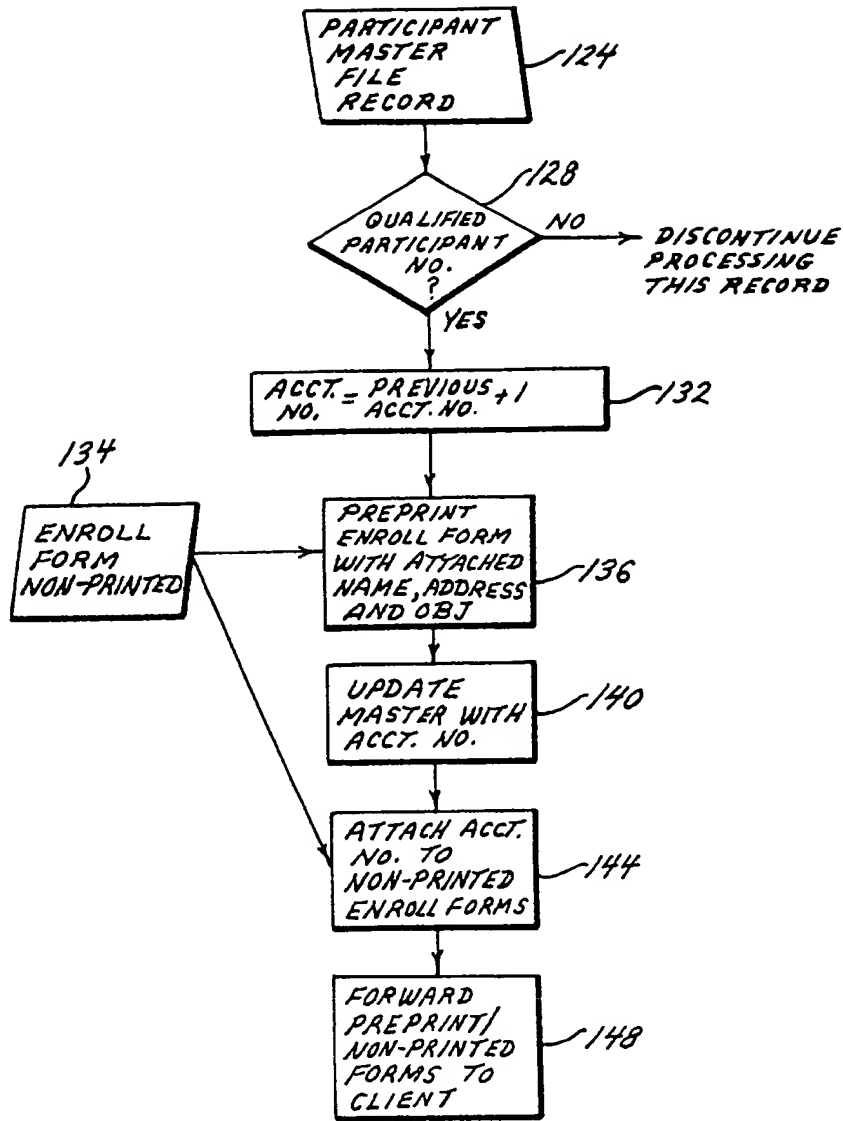 PARTICIPANT
MASTER
FILE
RECORD
124
128
QUALIFIED
PARTICIPANT
NO.
?
NO
DISCONTINUE
PROCESSING
THIS RECORD
YES
ACCT. NO. = PREVIOUS ACCT. NO. + 1
132
134
ENROLL
FORM
NON-PRINTED
PREPRINT
ENROLL FORM
WITH ATTACHED
NAME, ADDRESS
AND OBJ
136
UPDATE
MASTER WITH
ACCT. NO.
140
ATTACH ACCT.
NO. TO
NON-PRINTED
ENROLL FORMS
144
FORWARD
PREPRINT/
NON-PRINTED
FORMS TO
CLIENT
148